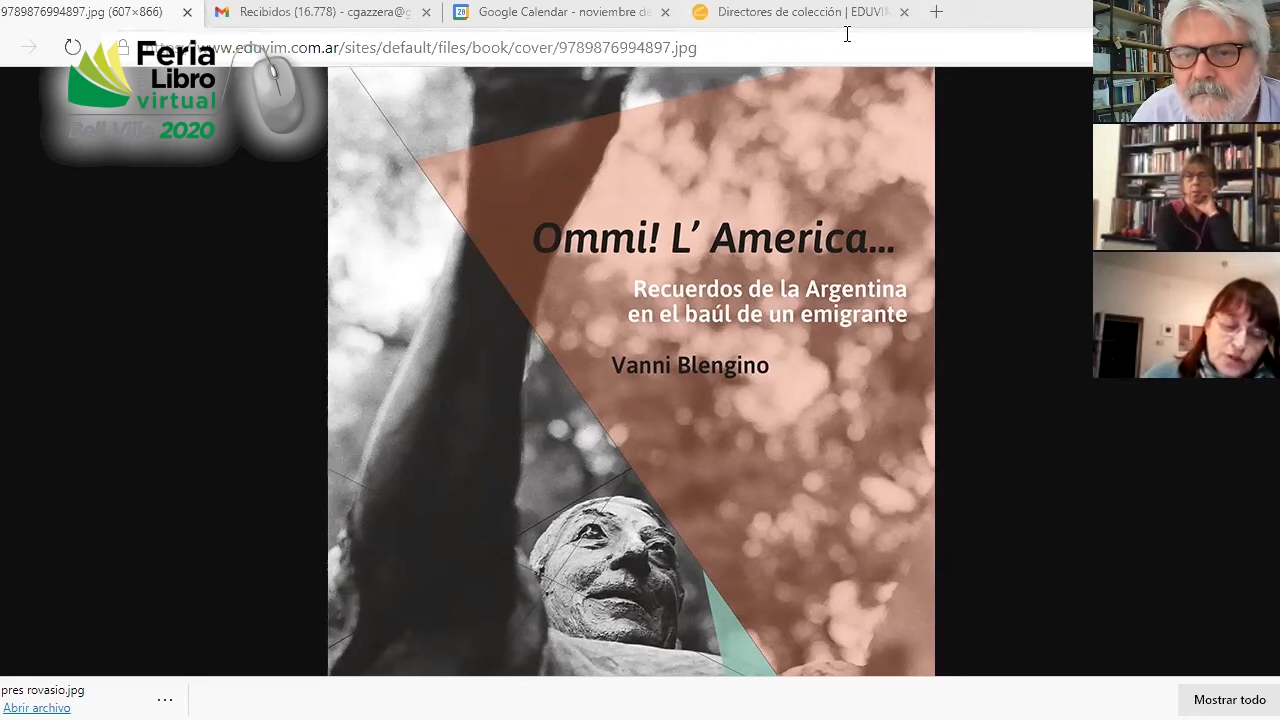 9789876994897.jpg (607×866)
Recibidos (16.778) - cgazzera@g
Google Calendar - noviembre de
Directores de colección | EDUVIM
www.eduvim.com.ar/sites/default/files/book/cover/9789876994897.jpg
Feria
Libro
virtual
Bell Ville 2020
Ommi! L’ America...
Recuerdos de la Argentina
en el baúl de un emigrante
Vanni Blengino
pres rovasio.jpg
Abrir archivo
Mostrar todo